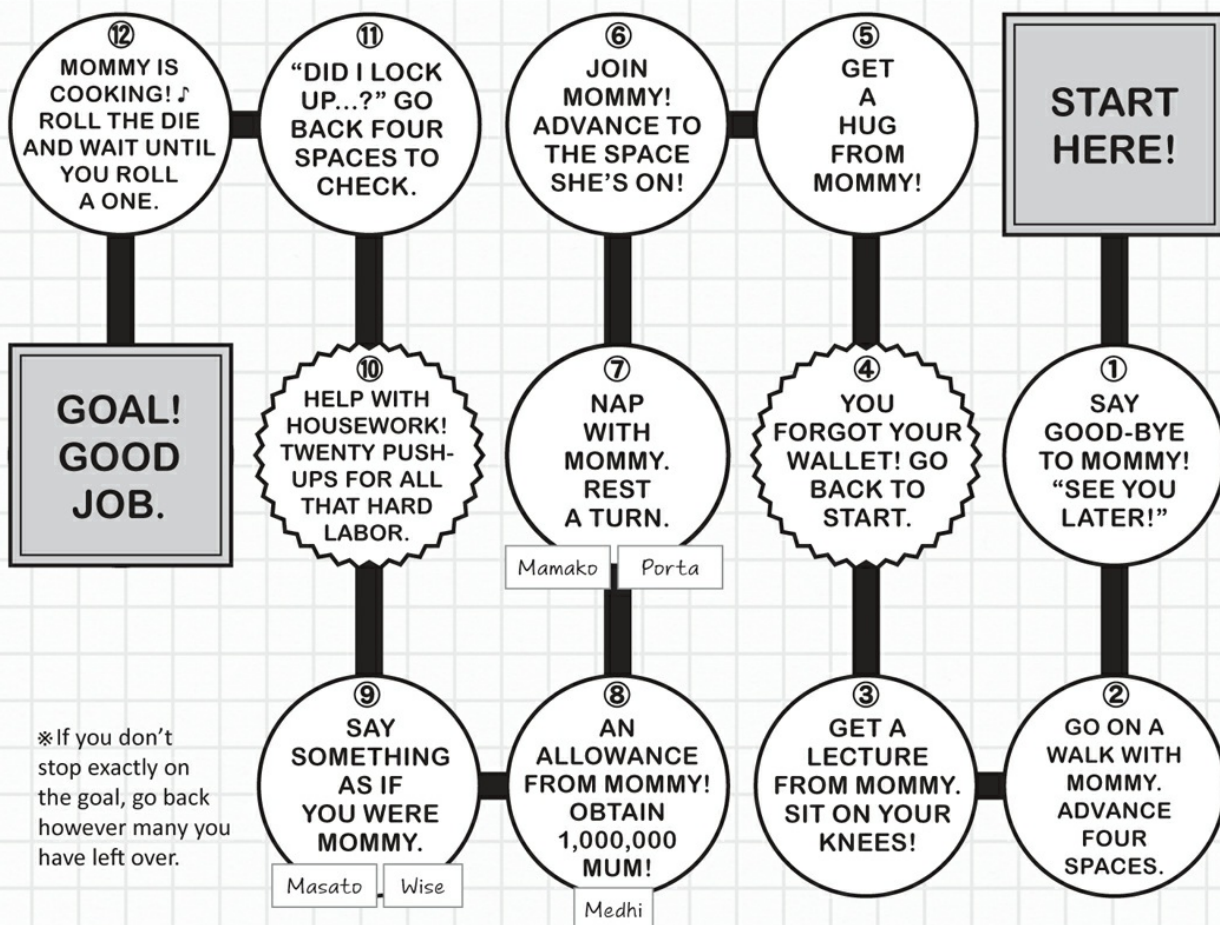 START
HERE!
①
SAY
GOOD-BYE
TO MOMMY!
“SEE YOU
LATER!”
②
GO ON A
WALK WITH
MOMMY.
ADVANCE
FOUR
SPACES.
③
GET A
LECTURE
FROM MOMMY.
SIT ON YOUR
KNEES!
④
YOU
FORGOT YOUR
WALLET! GO
BACK TO
START.
⑤
GET
A
HUG
FROM
MOMMY!
⑥
JOIN
MOMMY!
ADVANCE TO
THE SPACE
SHE’S ON!
⑦
NAP
WITH
MOMMY.
REST
A TURN.
Mamako
Porta
⑧
AN
ALLOWANCE
FROM MOMMY!
OBTAIN
1,000,000
MUM!
Medhi
⑨
SAY
SOMETHING
AS IF
YOU WERE
MOMMY.
Masato
Wise
⑩
HELP WITH
HOUSEWORK!
TWENTY PUSH-
UPS FOR ALL
THAT HARD
LABOR.
⑪
“DID I LOCK
UP...?” GO
BACK FOUR
SPACES TO
CHECK.
⑫
MOMMY IS
COOKING! ♪
ROLL THE DIE
AND WAIT UNTIL
YOU ROLL
A ONE.
GOAL!
GOOD
JOB.
※If you don’t
stop exactly on
the goal, go back
however many you
have left over.